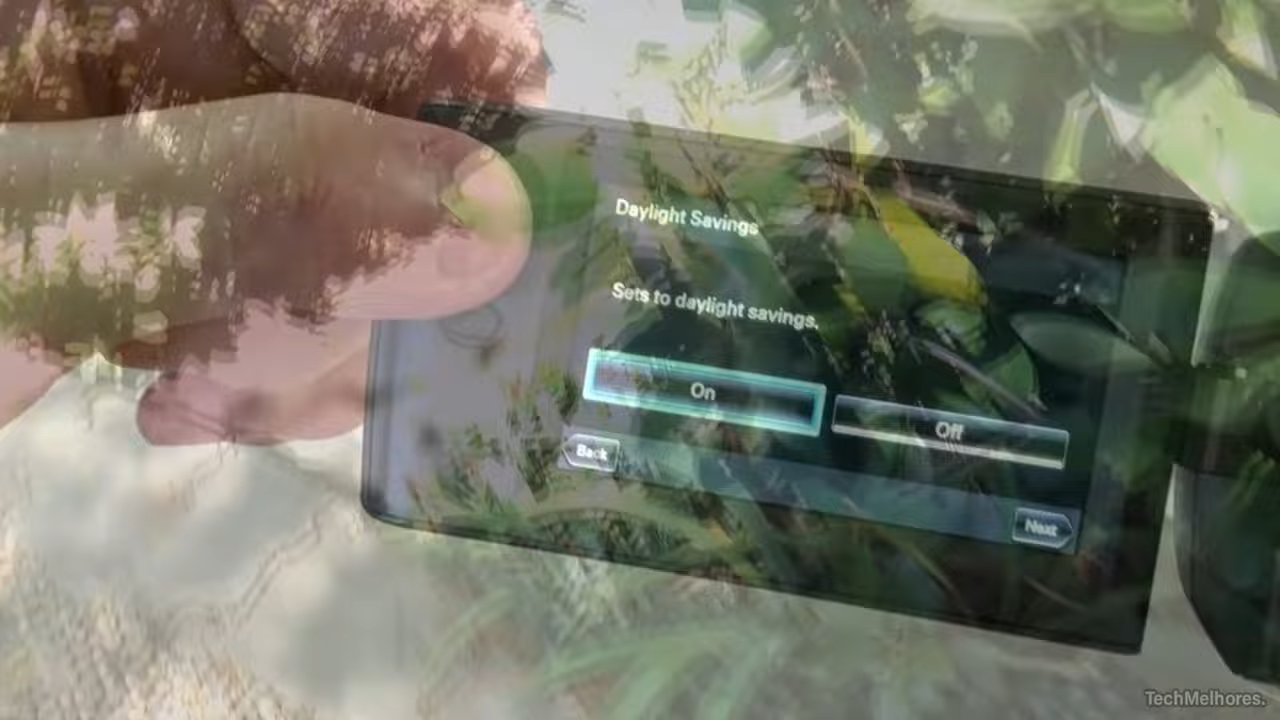 Daylight Savings
Sets to daylight savings.
On
Off
Back
Next
TechMelhores.